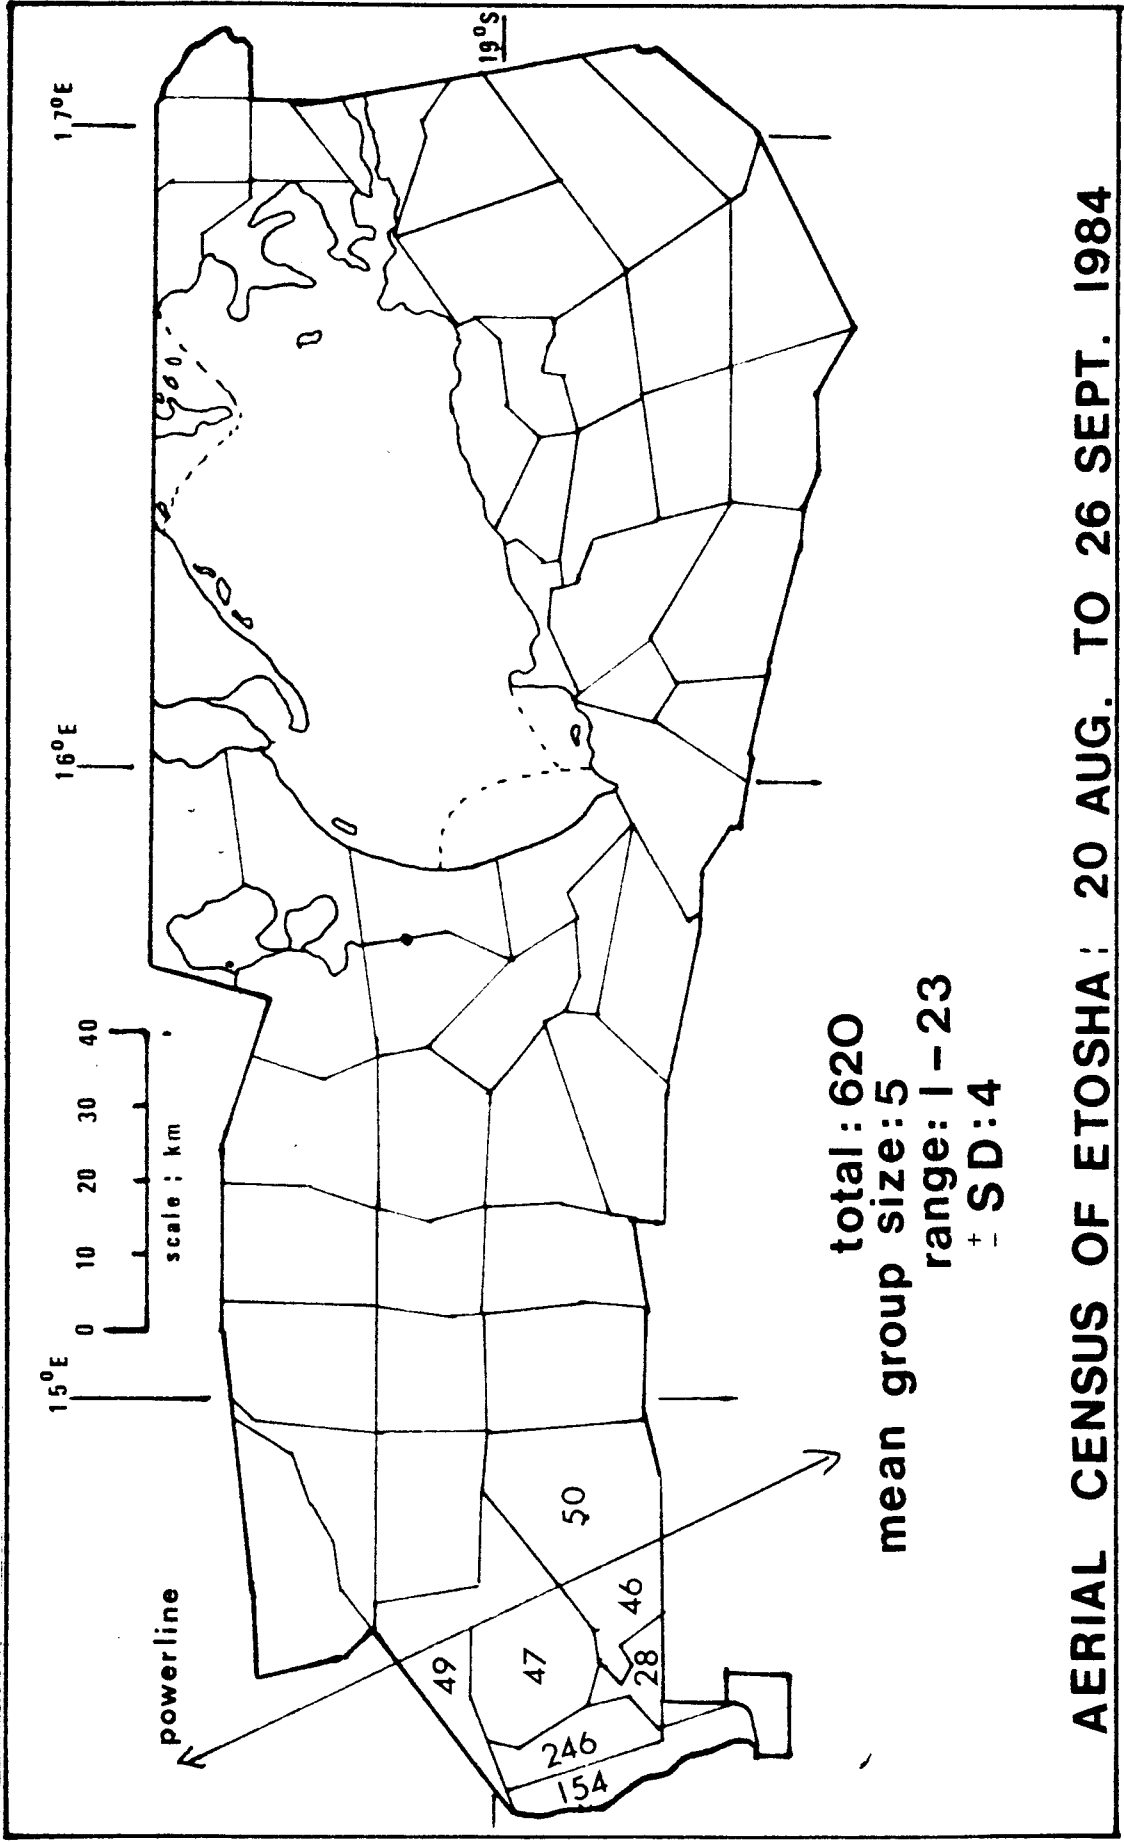 17°E
16°E
15°E
19°S
0 10 20 30 40
scale : km
powerline
49
47
50
46
28
246
154
total : 620
mean group size: 5
range: 1-23
± SD: 4
AERIAL CENSUS OF ETOSHA: 20 AUG. TO 26 SEPT. 1984